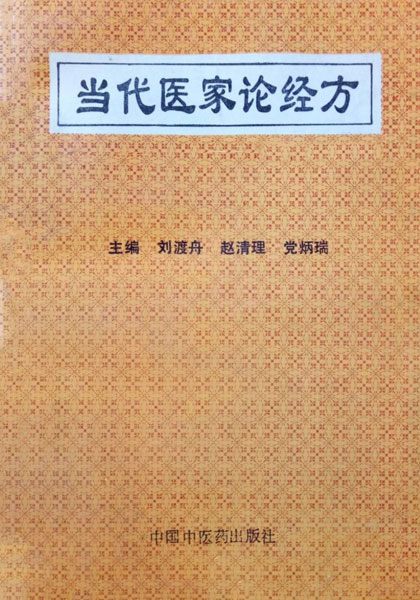 当代医家论经方
主编 刘渡舟 赵清理 党炳瑞
中国中医药出版社